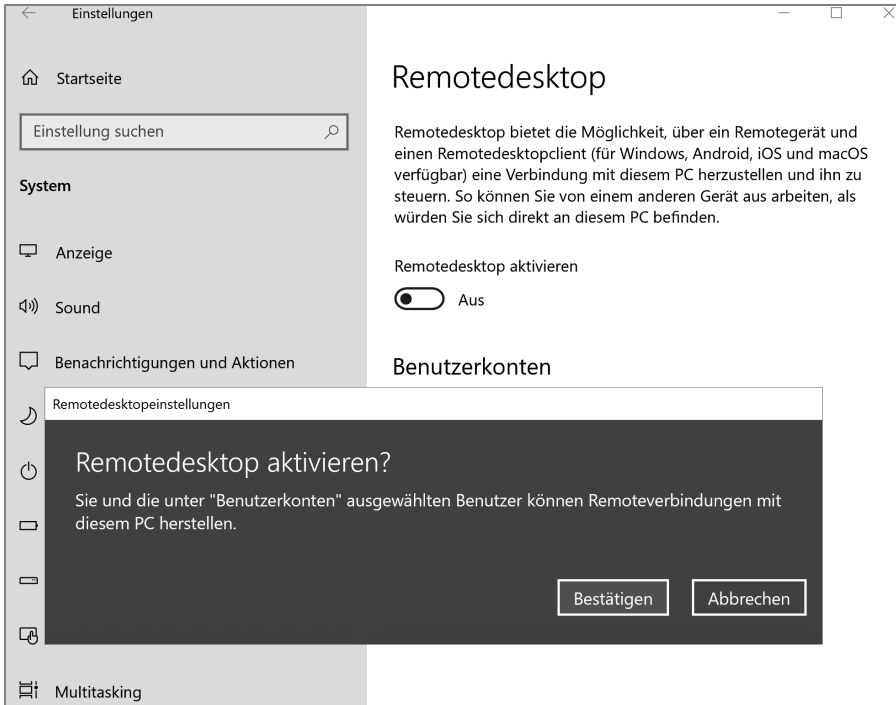 Einstellungen
Startseite
Einstellung suchen
System
Anzeige
Sound
Benachrichtigungen und Aktionen
Multitasking
Remotedesktop
Remotedesktop bietet die Möglichkeit, über ein Remotegerät und
einen Remotedesktopclient (für Windows, Android, iOS und macOS
verfügbar) eine Verbindung mit diesem PC herzustellen und ihn zu
steuern. So können Sie von einem anderen Gerät aus arbeiten, als
würden Sie sich direkt an diesem PC befinden.
Remotedesktop aktivieren
Aus
Benutzerkonten
Remotedesktopeinstellungen
Remotedesktop aktivieren?
Sie und die unter "Benutzerkonten" ausgewählten Benutzer können Remoteverbindungen mit
diesem PC herstellen.
Bestätigen
Abbrechen